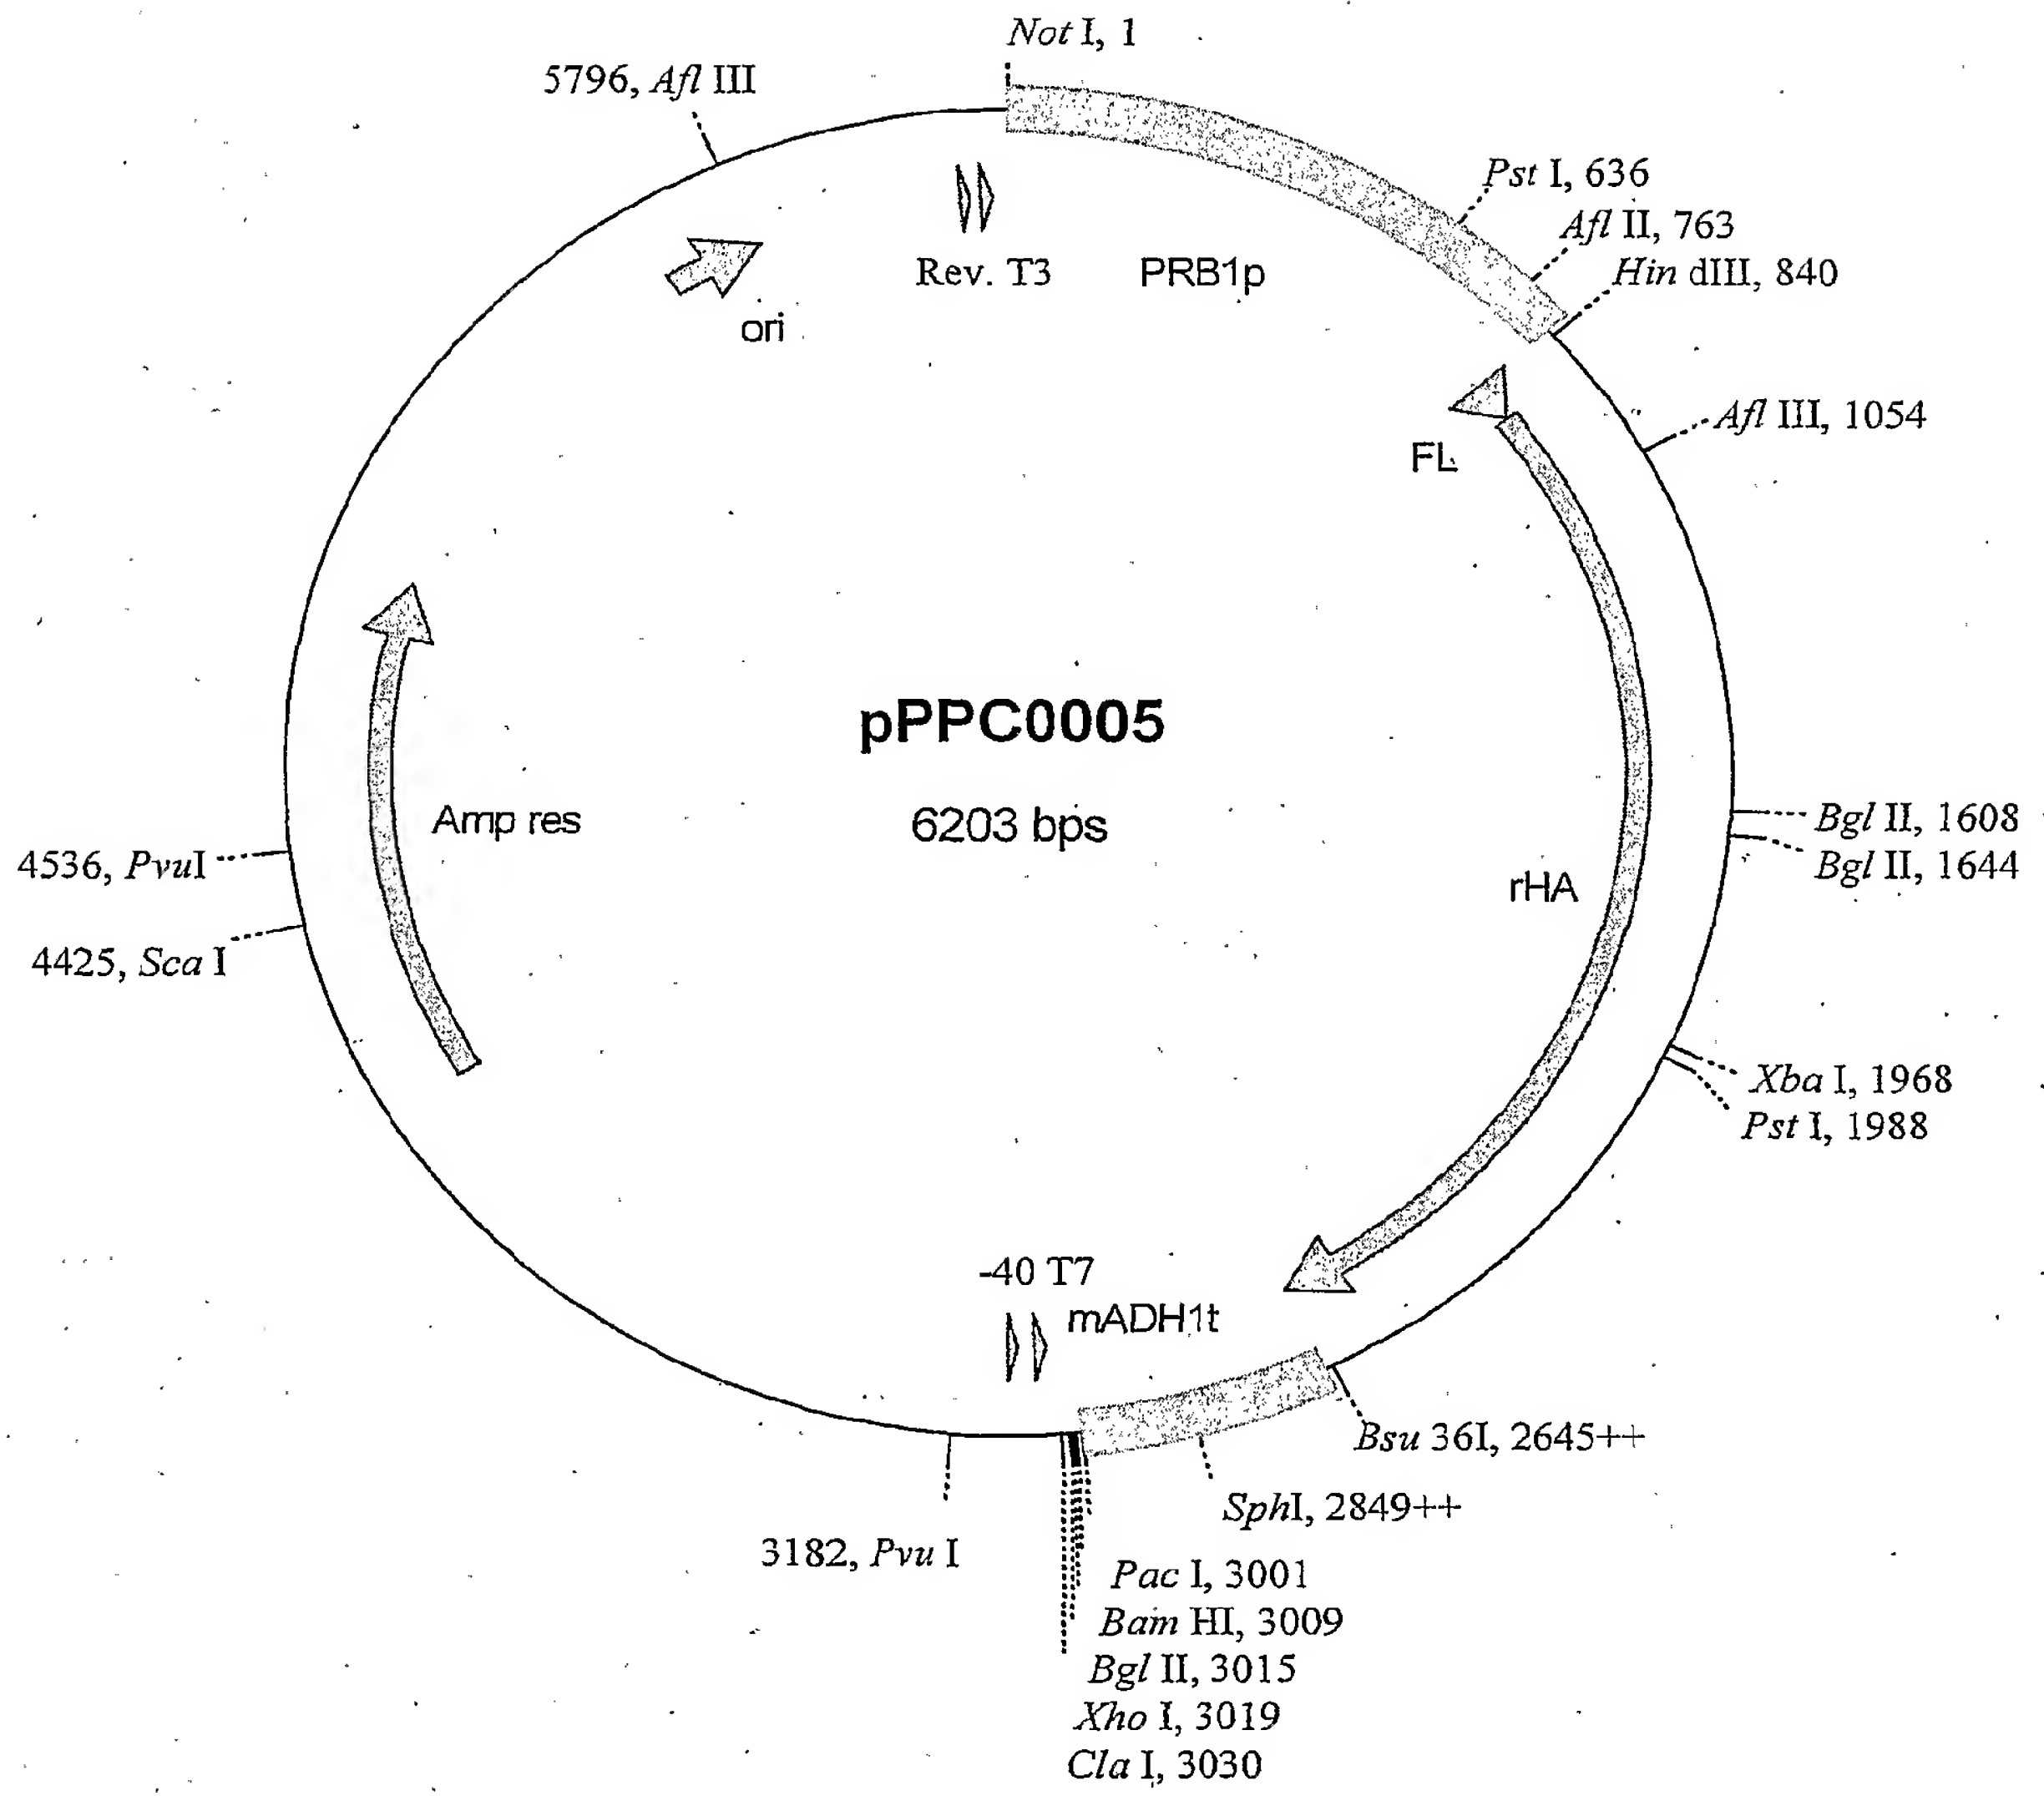 Not I, 1
5796, Afl III
Pst I, 636
Afl II, 763
Hin dIII, 840
Rev. T3
PRB1p
ori
Afl III, 1054
FL
pPPC0005
6203 bps
Amp res
Bgl II, 1608
Bgl II, 1644
4536, PvuI
rHA
4425, Sca I
Xba I, 1968
Pst I, 1988
-40 T7
mADH1t
Bsu 36I, 2645++
SphI, 2849++
3182, Pvu I
Pac I, 3001
Bam HI, 3009
Bgl II, 3015
Xho I, 3019
Cla I, 3030